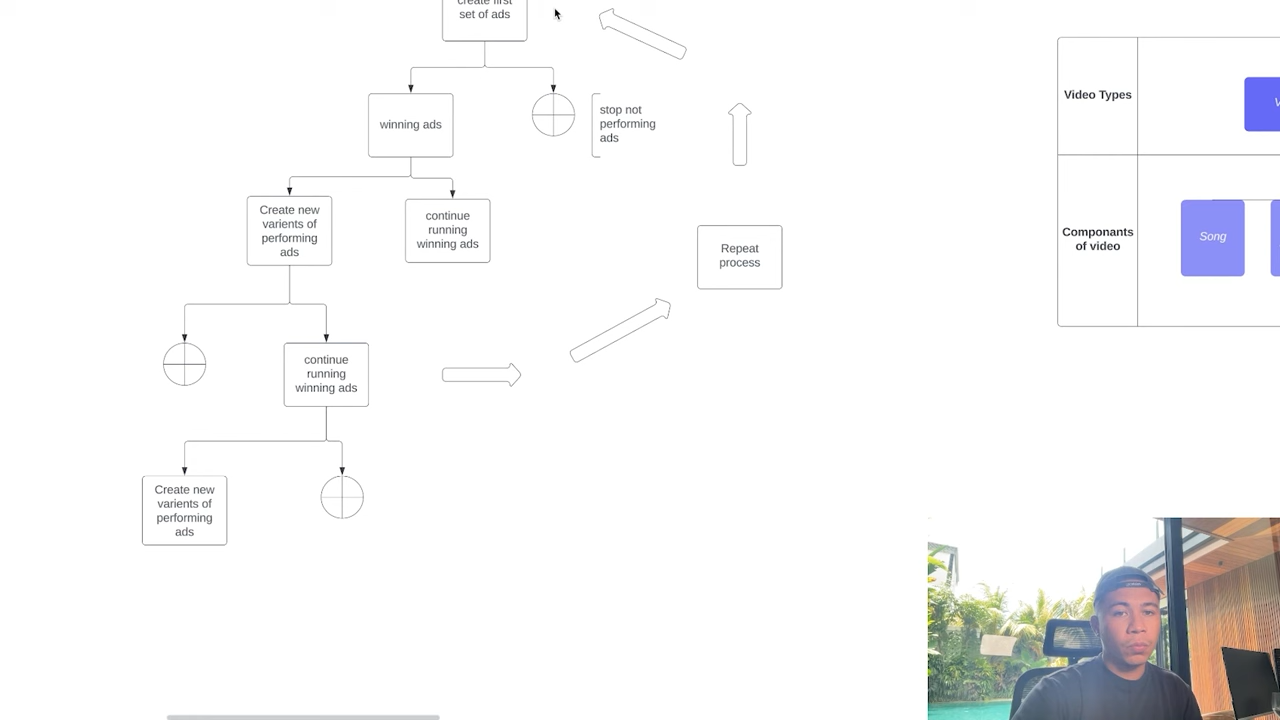 create first
set of ads
winning ads
stop not
performing
ads
Create new
varients of
performing
ads
continue
running
winning ads
Repeat
process
continue
running
winning ads
Create new
varients of
performing
ads
Video Types
Componants
of video
Song